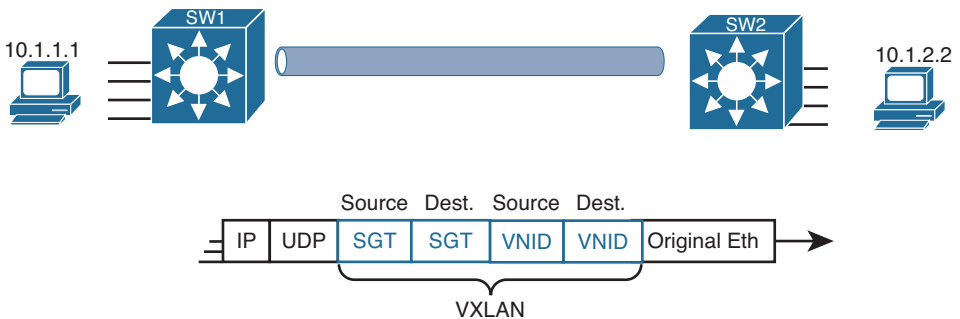 SW1
SW2
10.1.1.1
10.1.2.2
Source Dest. Source Dest.
IP UDP SGT SGT VNID VNID Original Eth
VXLAN